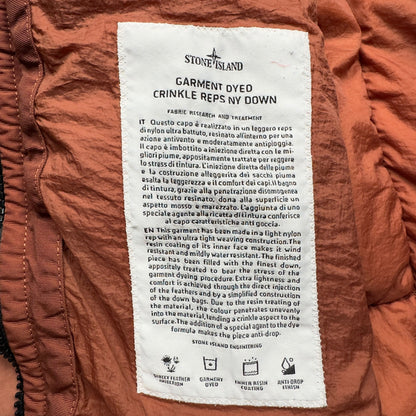 STONE ISLAND
GARMENT DYED
CRINKLE REPS NY DOWN
FABRIC RESEARCH AND TREATMENT
IT Questo capo è realizzato in un leggero reps
di nylon ultra battuto, resinato all'interno per una
azione antivento e moderatamente antipioggia.
Il capo è imbottito a iniezione diretta con le mi-
gliori piume, appositamente trattate per reggere
lo stress di tintura. L'iniezione diretta delle piume
e la costruzione alleggerita dei sacchi piuma
esalta la leggerezza e il comfort dei capi. Il bagno
di tintura, grazie alla penetrazione disomogenea
nel tessuto resinato, dona alla superficie un
aspetto mosso e marezzato. L'aggiunta di uno
speciale agente alla ricetta di tintura conferisce
al capo caratteristiche anti goccia.
EN This garment has been made in a light nylon
rep with an ultra tight weaving construction. The
resin coating of its inner face makes it wind
resistant and mildly water resistant. The finished
piece has been filled with the finest down,
appositely treated to bear the stress of the
garment dyeing procedure. Extra lightness and
comfort is achieved through the direct injection
of the feathers and by a simplified construction
of the down bags. Due to the resin treating of
the material, the colour penetrates unevenly
into the material, lending a crinkle aspect to the
surface. The addition of a special agent to the dye
formula makes the piece anti-drop.
STONE ISLAND ENGINEERING
DIRECT FEATHER
INJECTION
GARMENT
DYED
INNER RESIN
COATING
ANTI DROP
FINISH